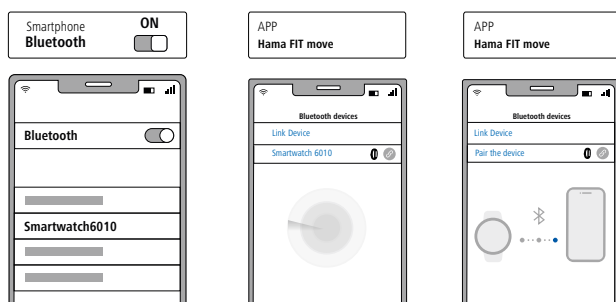 Smartphone
Bluetooth
ON
Bluetooth
Smartwatch6010
APP
Hama FIT move
Bluetooth devices
Link Device
Smartwatch 6010
APP
Hama FIT move
Bluetooth devices
Link Device
Pair the device